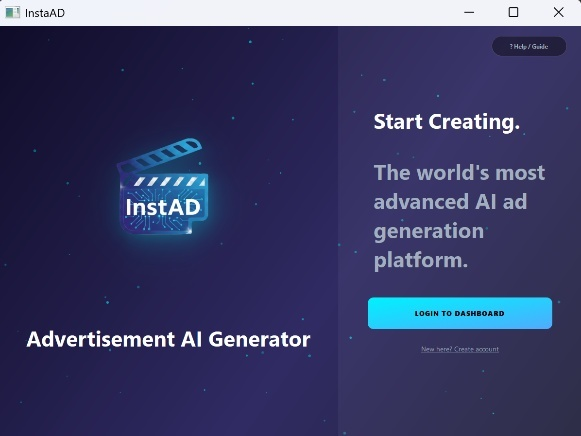 InstaAD
? Help / Guide
InstAD
Advertisement AI Generator
Start Creating.
The world's most
advanced AI ad
generation
platform.
LOGIN TO DASHBOARD
New here? Create account